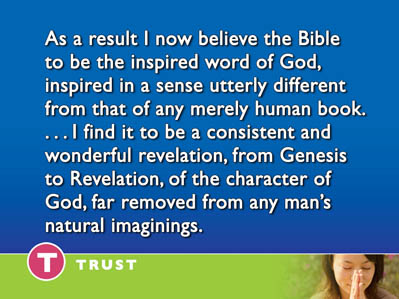 As a result I now believe the Bible
to be the inspired word of God,
inspired in a sense utterly different
from that of any merely human book.
. . . I find it to be a consistent and
wonderful revelation, from Genesis
to Revelation, of the character of
God, far removed from any man's
natural imaginings.
T TRUST